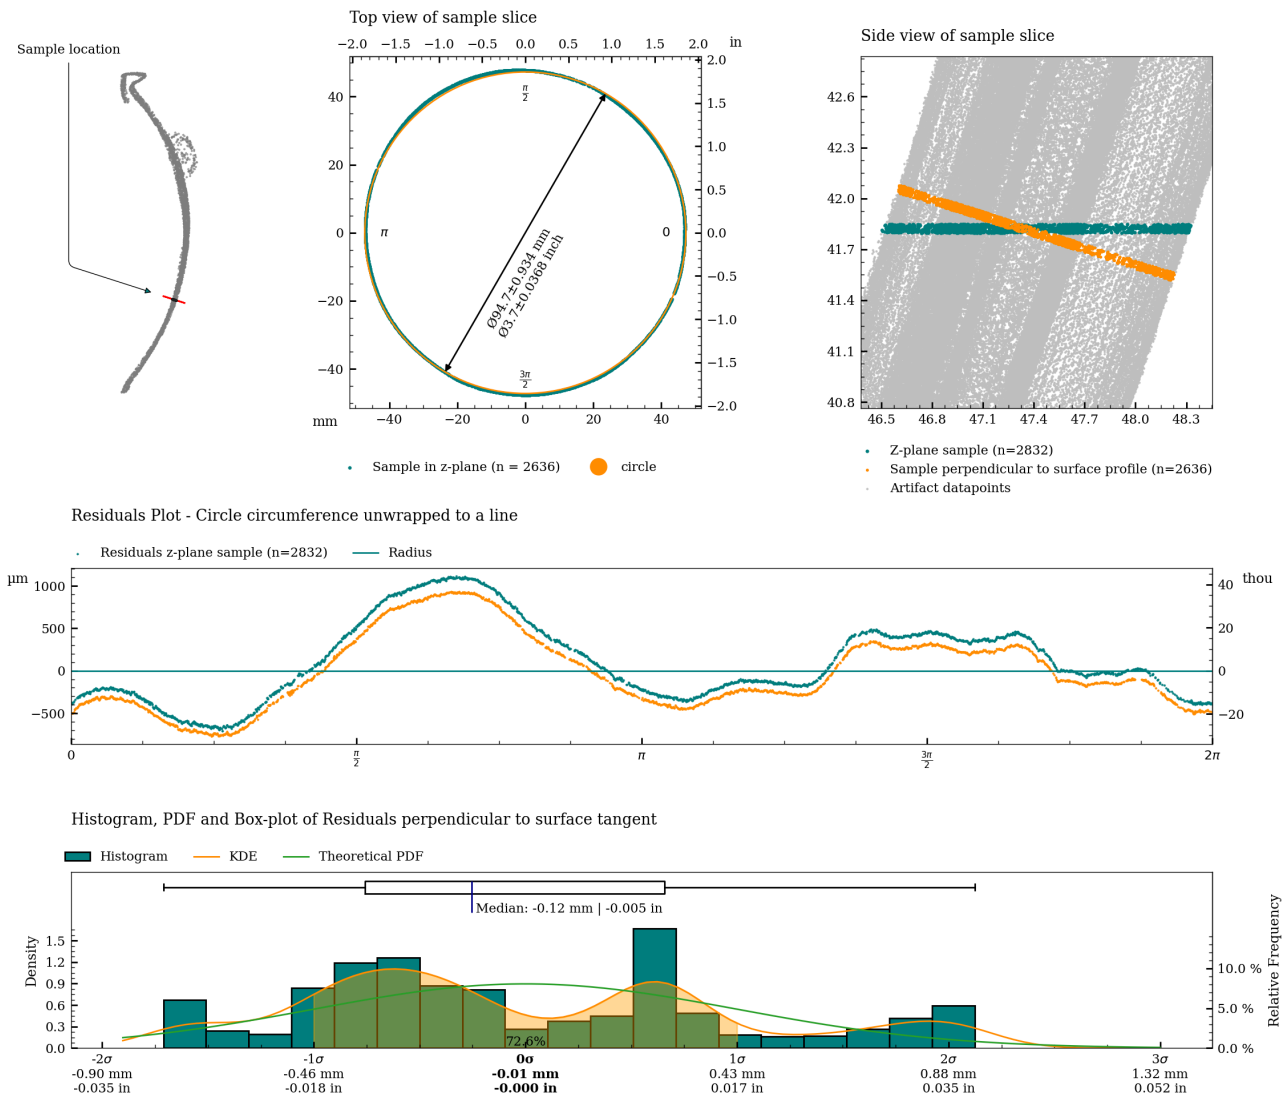 Top view of sample slice
Sample location
−2.0 −1.5 −1.0 −0.5 0.0 0.5 1.0 1.5 2.0 in
40
20
0
−20
−40
mm
−40 −20 0 20 40
2.0
1.5
1.0
0.5
0.0
−0.5
−1.0
−1.5
−2.0
π/2
π
0
3π/2
Ø94.7±0.934 mm
Ø3.7±0.0368 inch
Sample in z-plane (n = 2636) circle
Side view of sample slice
42.6
42.3
42.0
41.7
41.4
41.1
40.8
46.5 46.8 47.1 47.4 47.7 48.0 48.3
Z-plane sample (n=2832)
Sample perpendicular to surface profile (n=2636)
Artifact datapoints
Residuals Plot - Circle circumference unwrapped to a line
Residuals z-plane sample (n=2832) Radius
µm
1000
500
0
−500
thou
40
20
0
−20
0 π/2 π 3π/2 2π
Histogram, PDF and Box-plot of Residuals perpendicular to surface tangent
Histogram KDE Theoretical PDF
Median: -0.12 mm | -0.005 in
Density
1.5
1.2
0.9
0.6
0.3
0.0
Relative Frequency
10.0 %
5.0 %
0.0 %
72.6%
-2σ -1σ 0σ 1σ 2σ 3σ
-0.90 mm -0.46 mm -0.01 mm 0.43 mm 0.88 mm 1.32 mm
-0.035 in -0.018 in -0.000 in 0.017 in 0.035 in 0.052 in